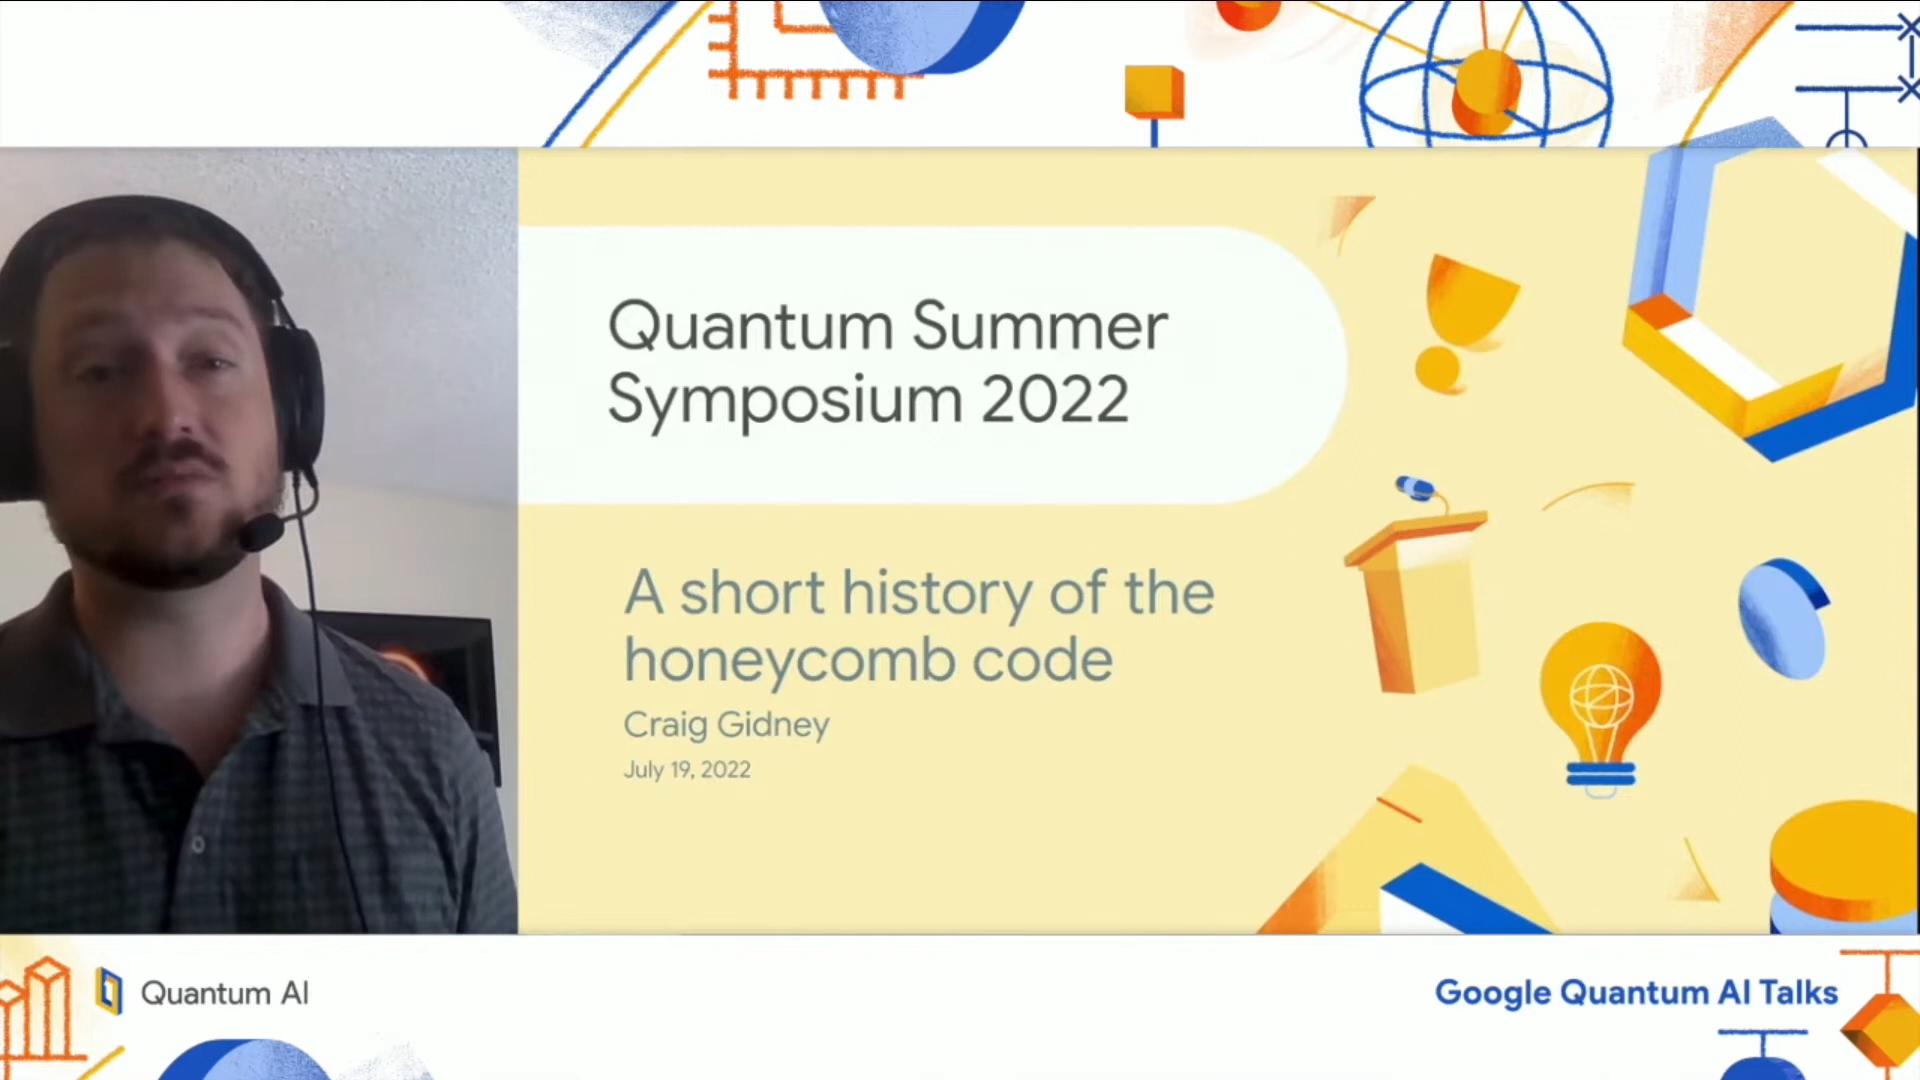 Quantum Summer
Symposium 2022
A short history of the
honeycomb code
Craig Gidney
July 19, 2022
Quantum AI
Google Quantum AI Talks